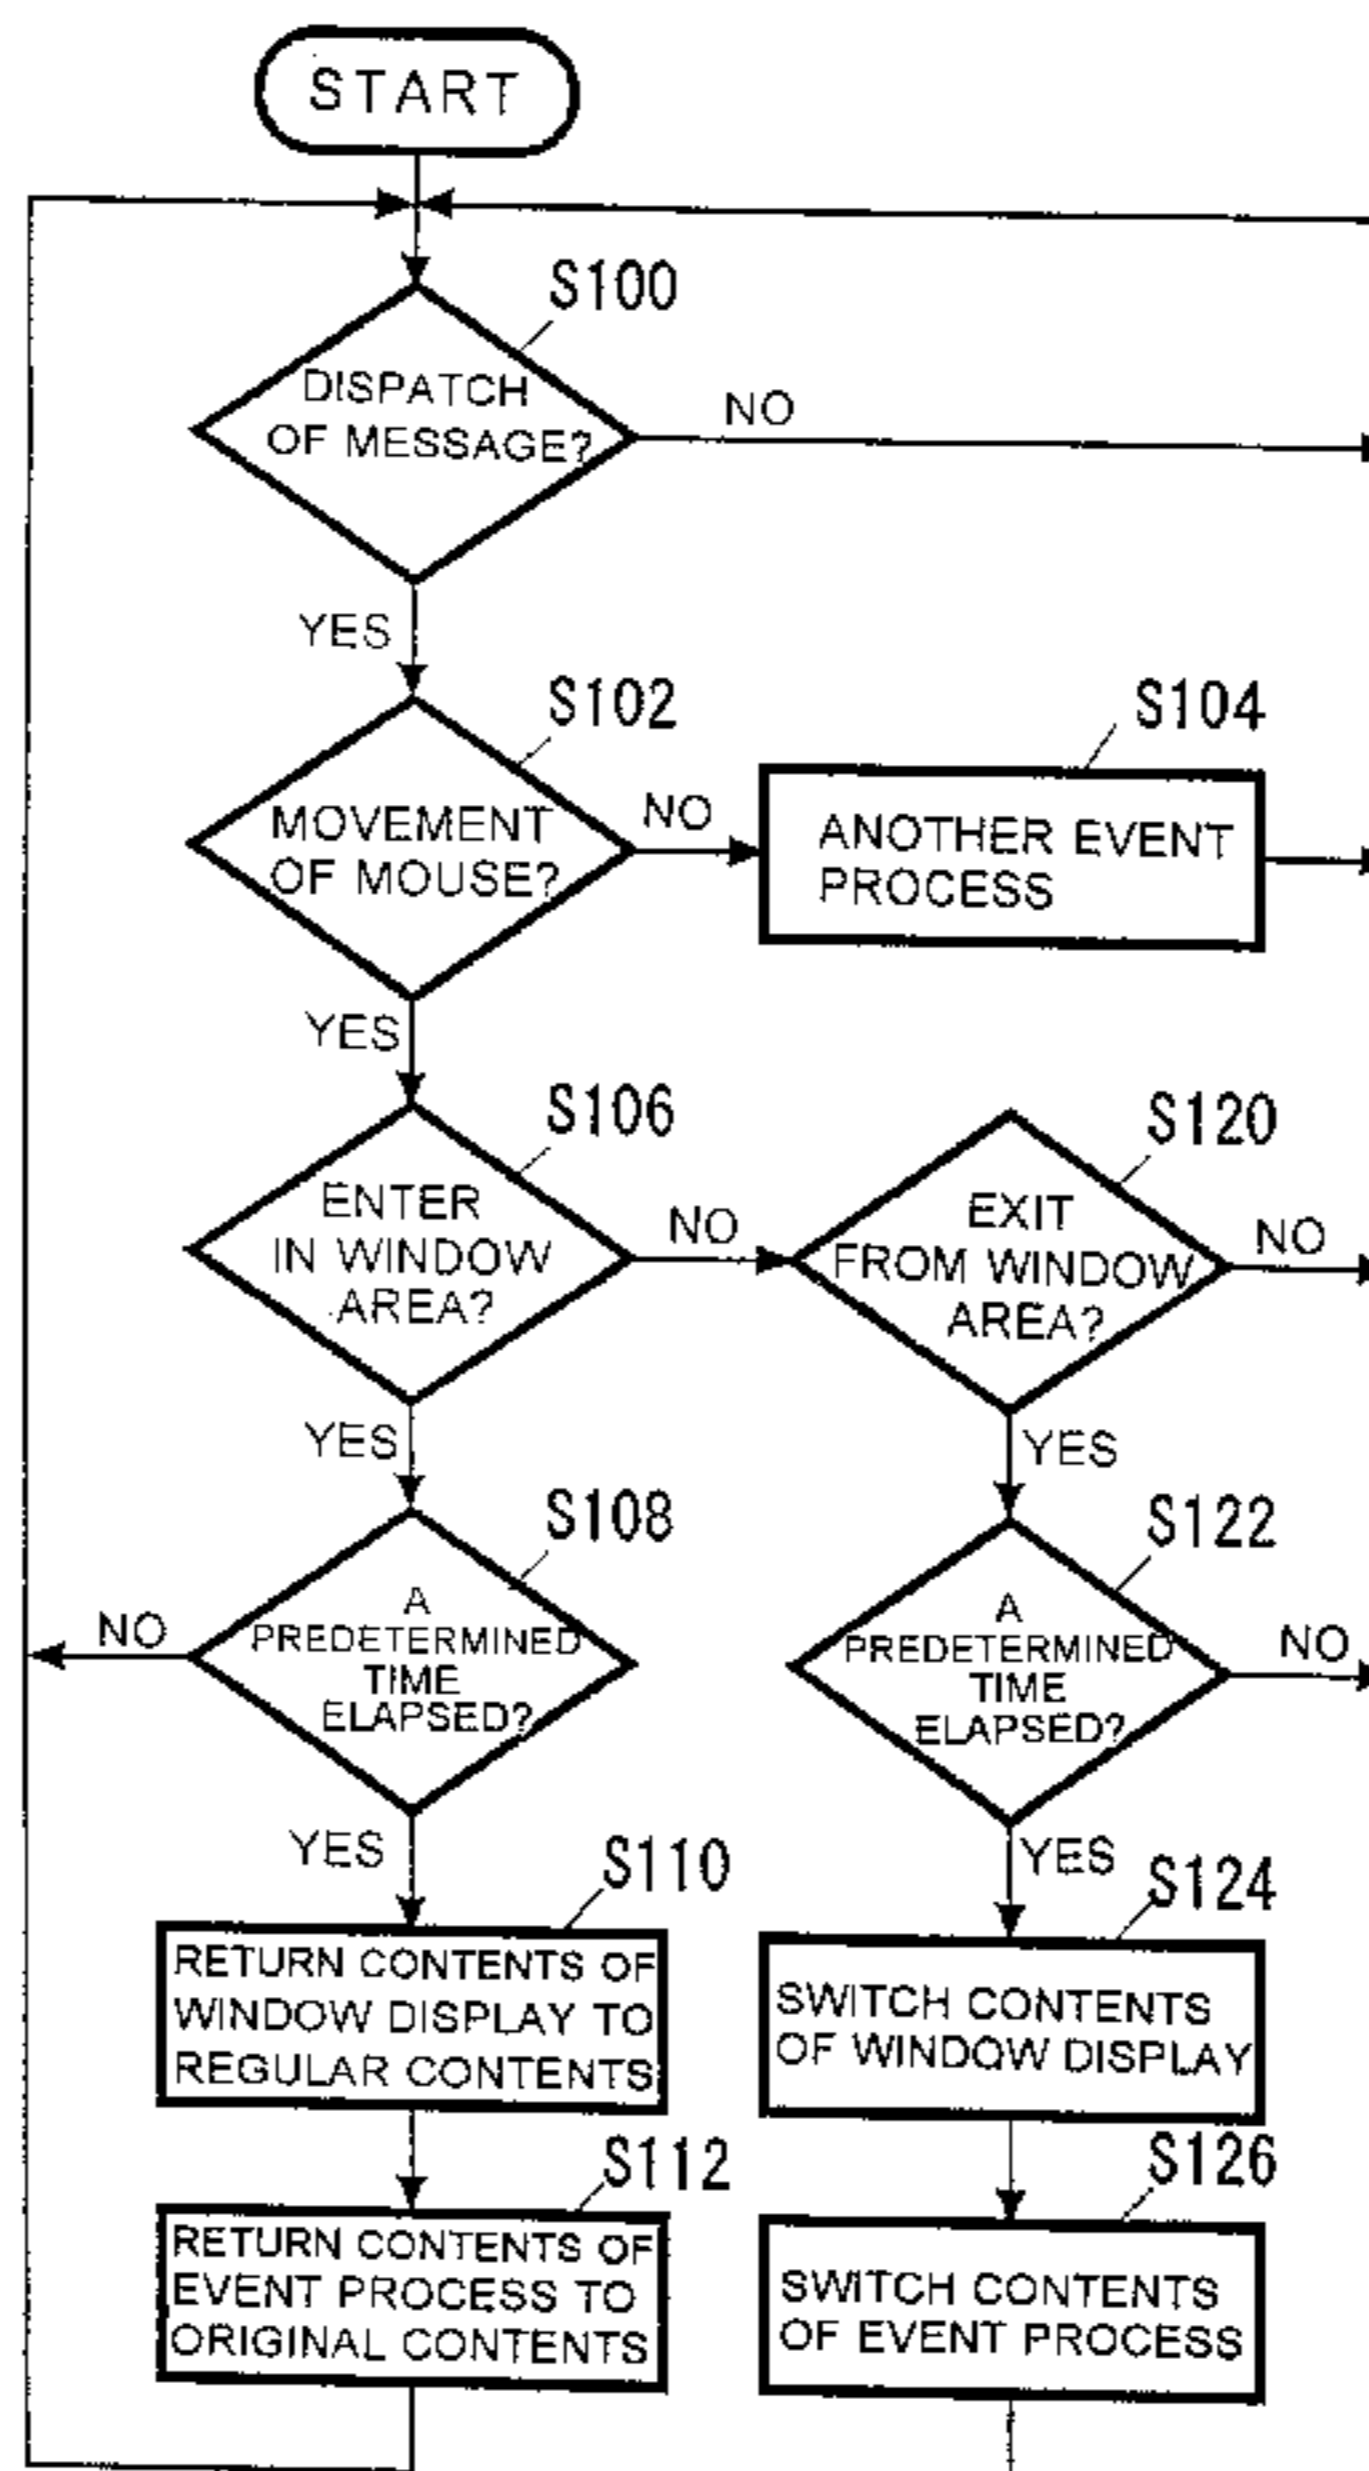 START
S100
DISPATCH
OF MESSAGE?
NO
YES
S102
MOVEMENT
OF MOUSE?
NO
S104
ANOTHER EVENT
PROCESS
YES
S106
ENTER
IN WINDOW
AREA?
NO
S120
EXIT
FROM WINDOW
AREA?
NO
YES
YES
S108
A
PREDETERMINED
TIME
ELAPSED?
NO
S122
A
PREDETERMINED
TIME
ELAPSED?
NO
YES
YES
S110
RETURN CONTENTS OF
WINDOW DISPLAY TO
REGULAR CONTENTS
S124
SWITCH CONTENTS
OF WINDOW DISPLAY
S112
RETURN CONTENTS OF
EVENT PROCESS TO
ORIGINAL CONTENTS
S126
SWITCH CONTENTS
OF EVENT PROCESS